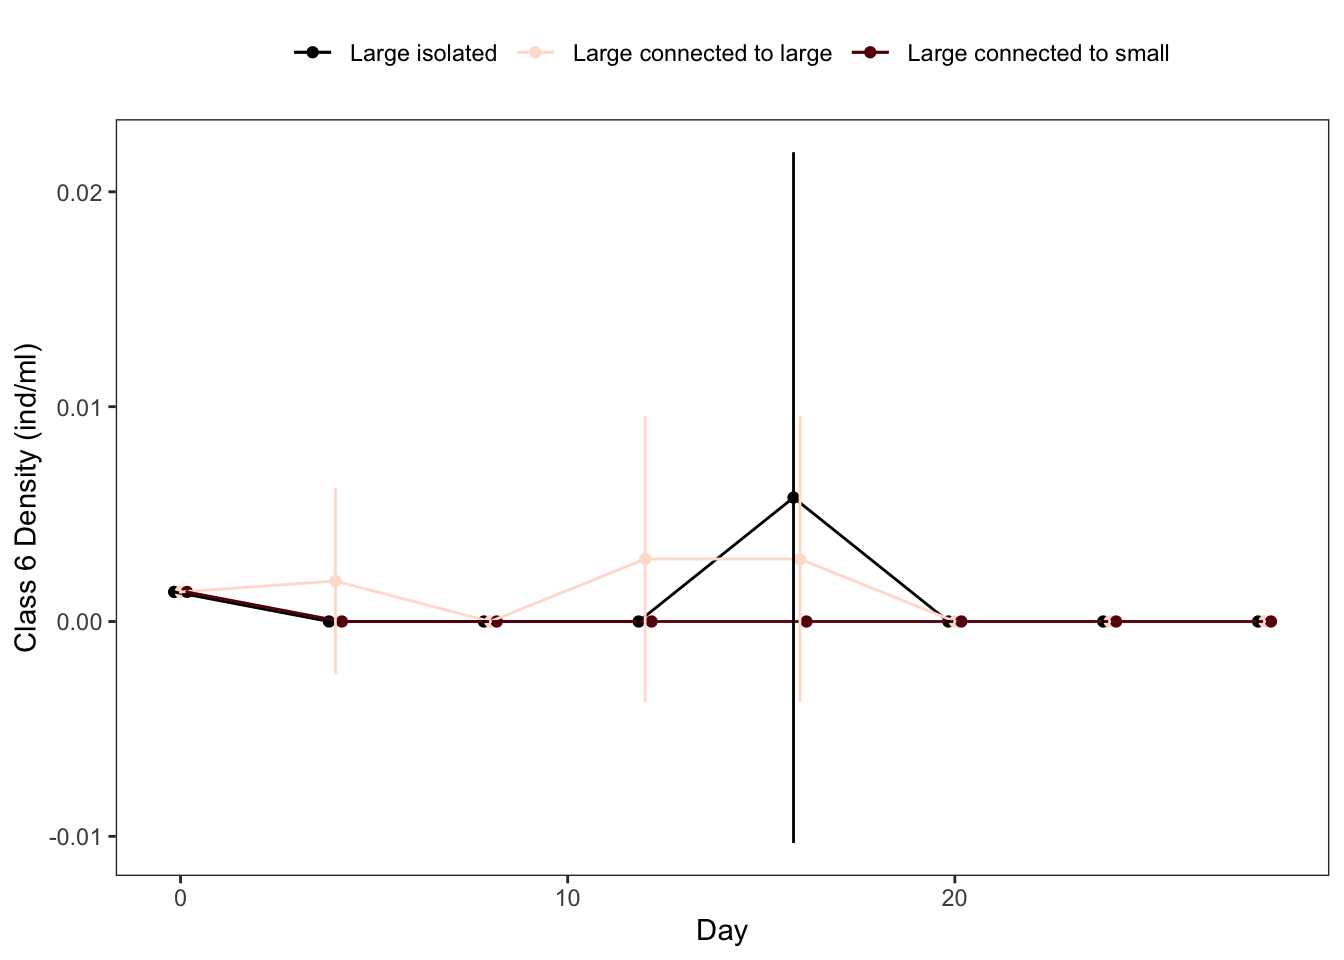 Large isolated Large connected to large Large connected to small
0.02
0.01
0.00
-0.01
Class 6 Density (ind/ml)
0 10 20
Day